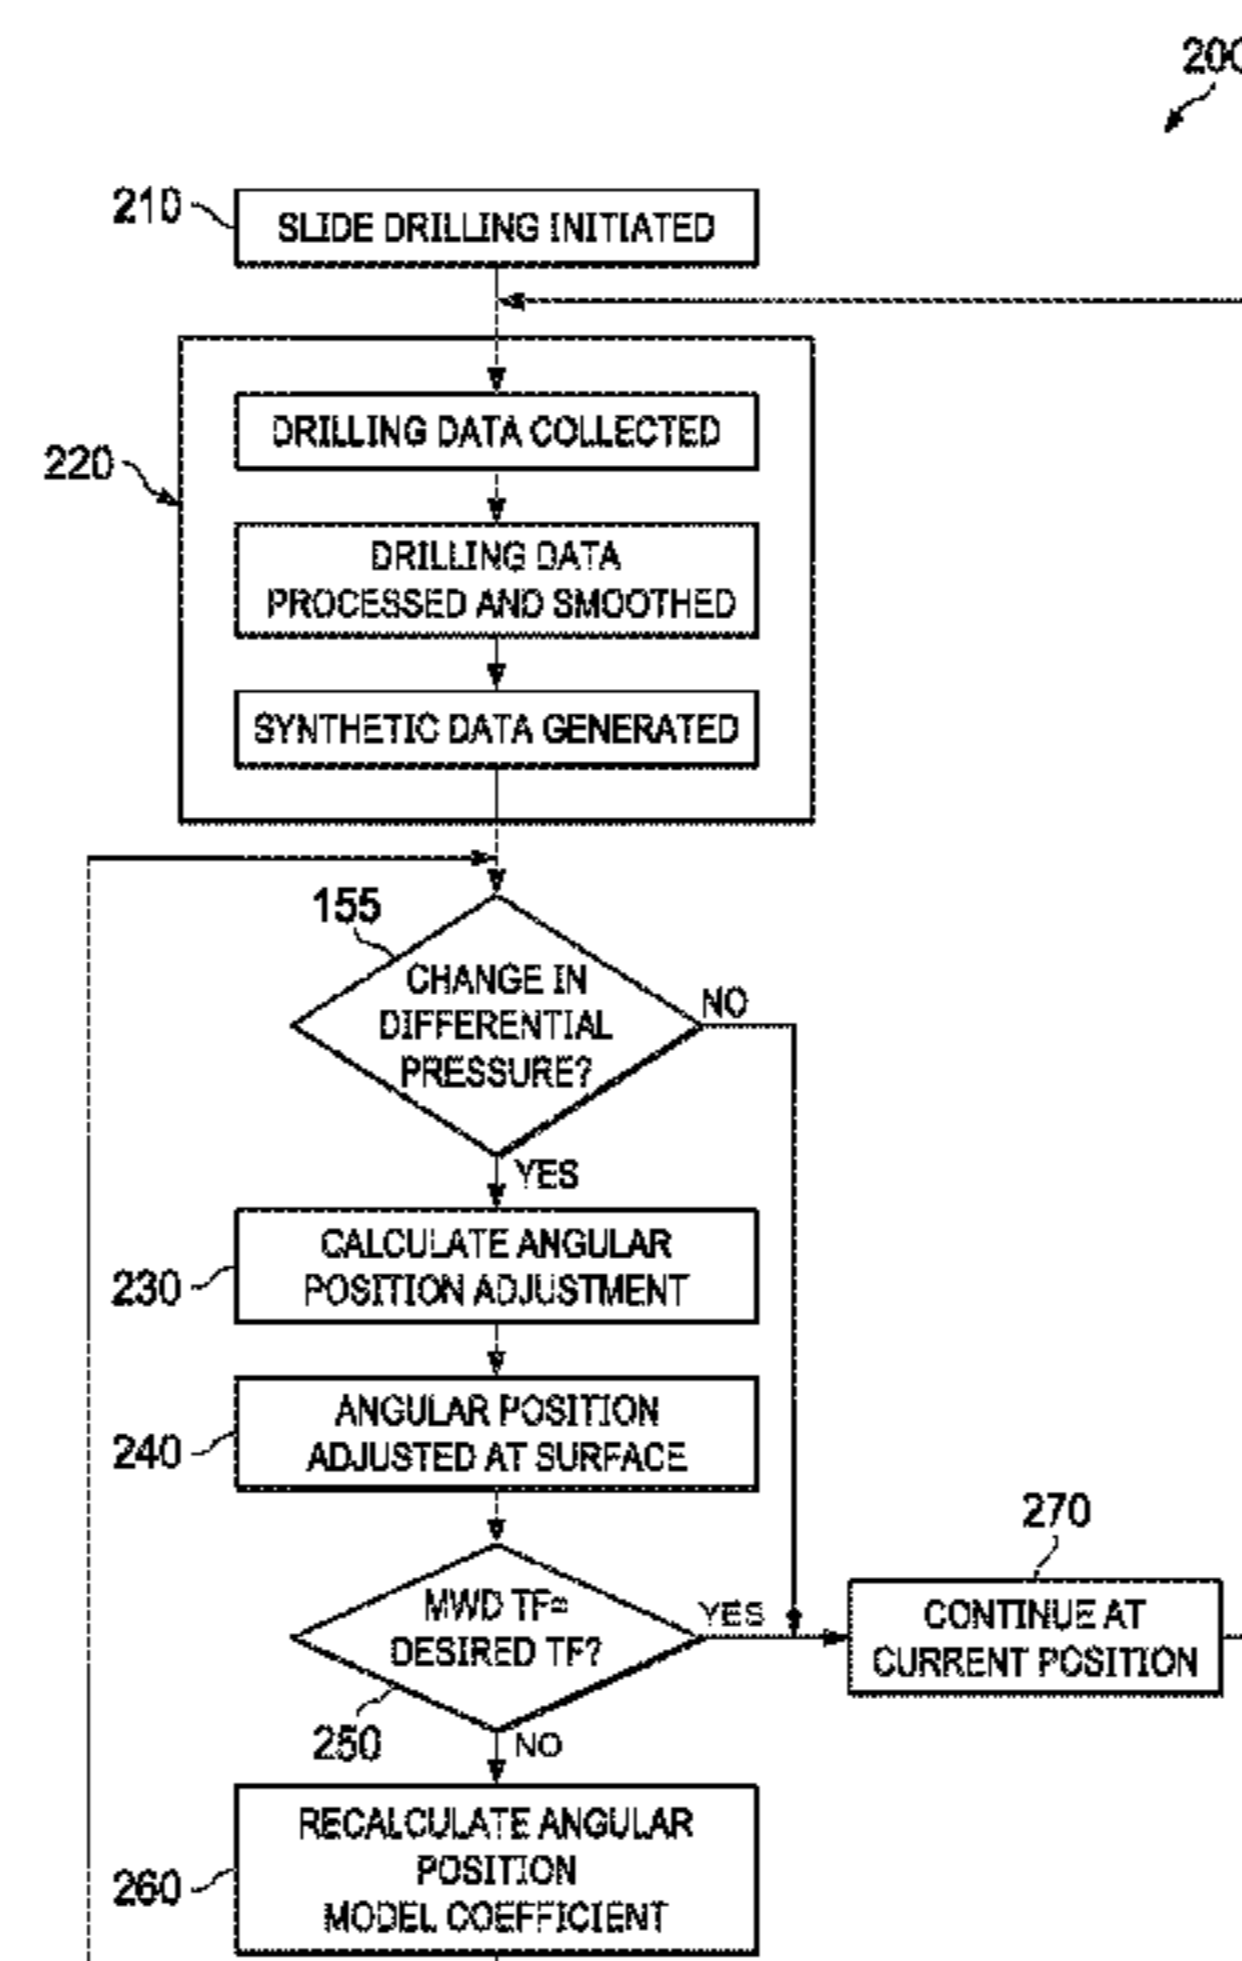 200
210
SLIDE DRILLING INITIATED
DRILLING DATA COLLECTED
220
DRILLING DATA
PROCESSED AND SMOOTHED
SYNTHETIC DATA GENERATED
155
CHANGE IN
DIFFERENTIAL
PRESSURE?
NO
YES
CALCULATE ANGULAR
POSITION ADJUSTMENT
230
ANGULAR POSITION
ADJUSTED AT SURFACE
240
MWD TF=
DESIRED TF?
YES
250
NO
270
CONTINUE AT
CURRENT POSITION
RECALCULATE ANGULAR
POSITION
MODEL COEFFICIENT
260